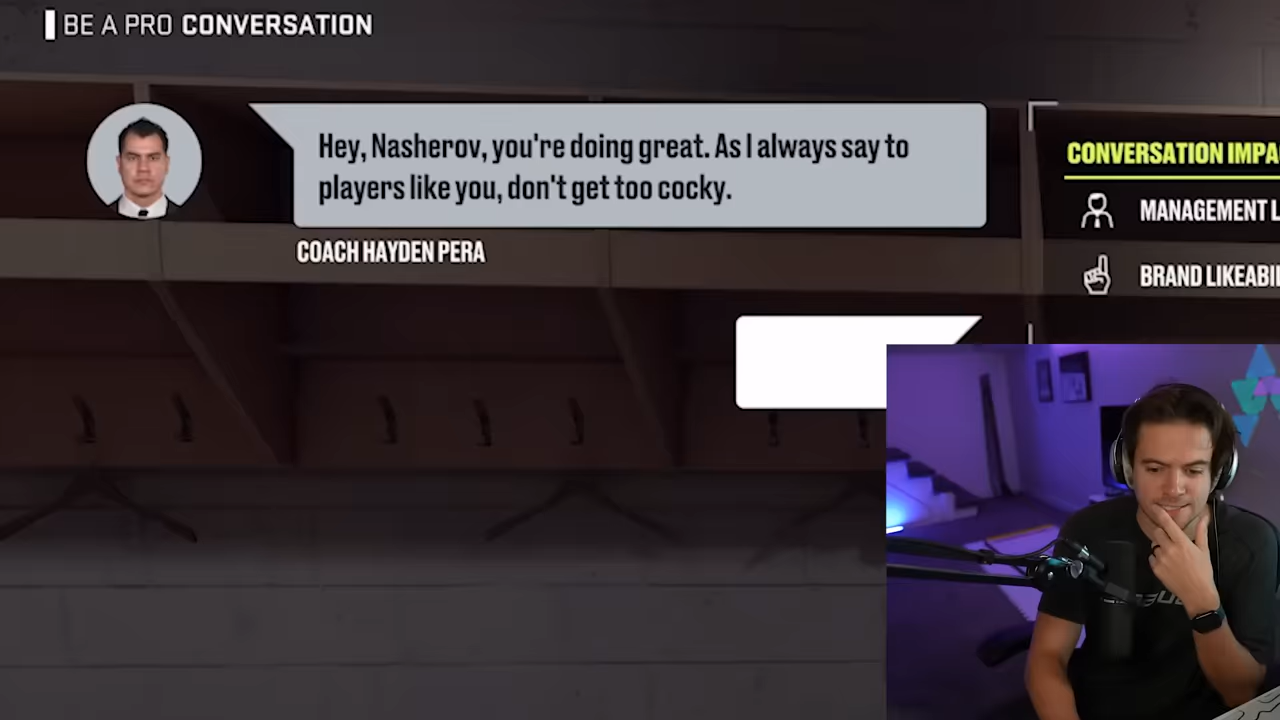 BE A PRO CONVERSATION
Hey, Nasherov, you're doing great. As I always say to
players like you, don't get too cocky.
COACH HAYDEN PERA
CONVERSATION IMPA
MANAGEMENT L
BRAND LIKEABI